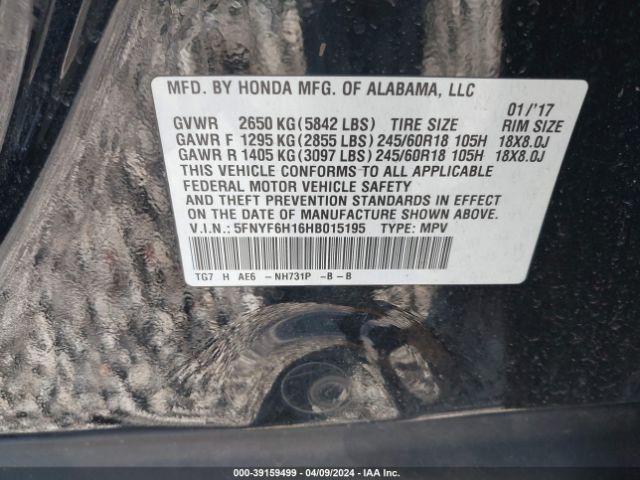 MFD. BY HONDA MFG. OF ALABAMA, LLC
01/'17
GVWR 2650 KG(5842 LBS) TIRE SIZE RIM SIZE
GAWR F 1295 KG(2855 LBS)245/60R18 105H 18X8.0J
GAWR R 1405 KG(3097 LBS)245/60R18 105H 18X8.0J
THIS VEHICLE CONFORMS TO ALL APPLICABLE
FEDERAL MOTOR VEHICLE SAFETY
AND THEFT PREVENTION STANDARDS IN EFFECT
ON THE DATE OF MANUFACTURE SHOWN ABOVE.
V.I.N.: 5FNYF6H16HB015195 TYPE: MPV
TG7 H AE6 -NH731P -B-B
000-39159499 - 04/09/2024 - IAA Inc.